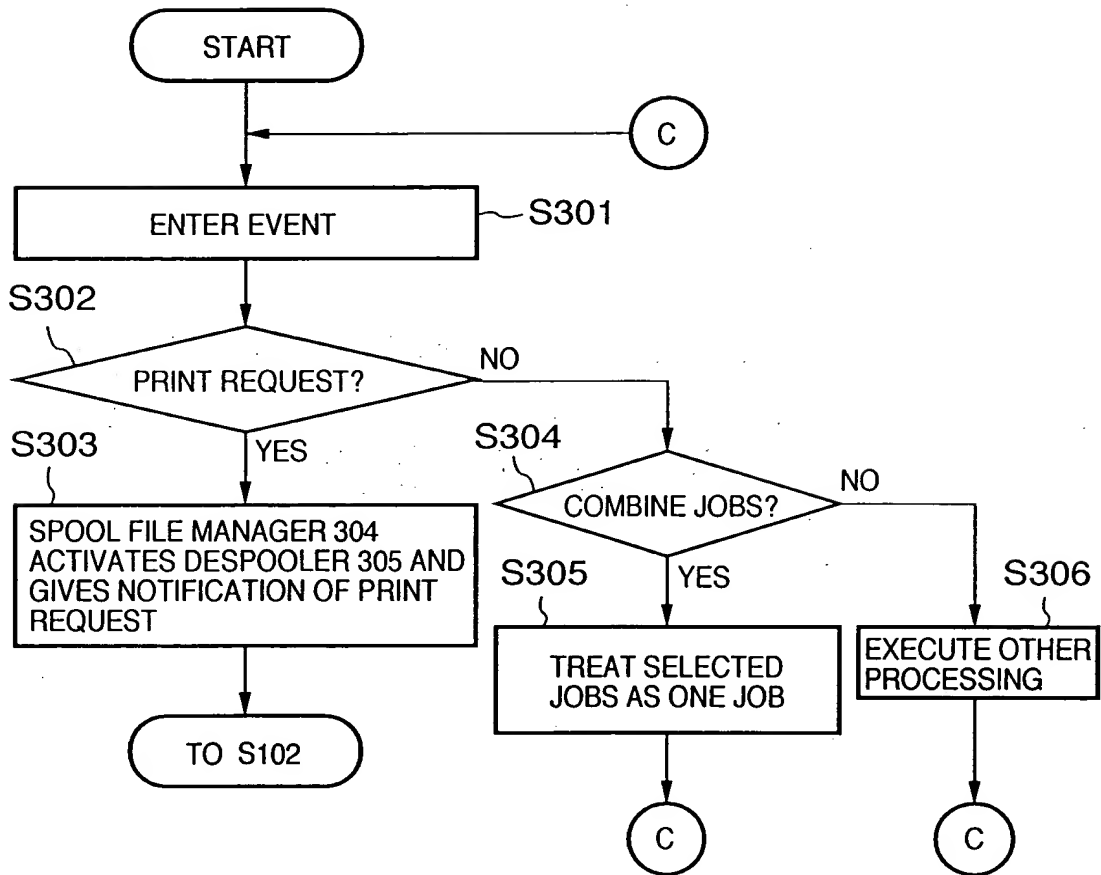 START
C
ENTER EVENT
S301
S302
PRINT REQUEST?
NO
YES
S303
SPOOL FILE MANAGER 304
ACTIVATES DESPOOLER 305 AND
GIVES NOTIFICATION OF PRINT
REQUEST
TO S102
S304
COMBINE JOBS?
NO
YES
S305
TREAT SELECTED
JOBS AS ONE JOB
S306
EXECUTE OTHER
PROCESSING
C
C